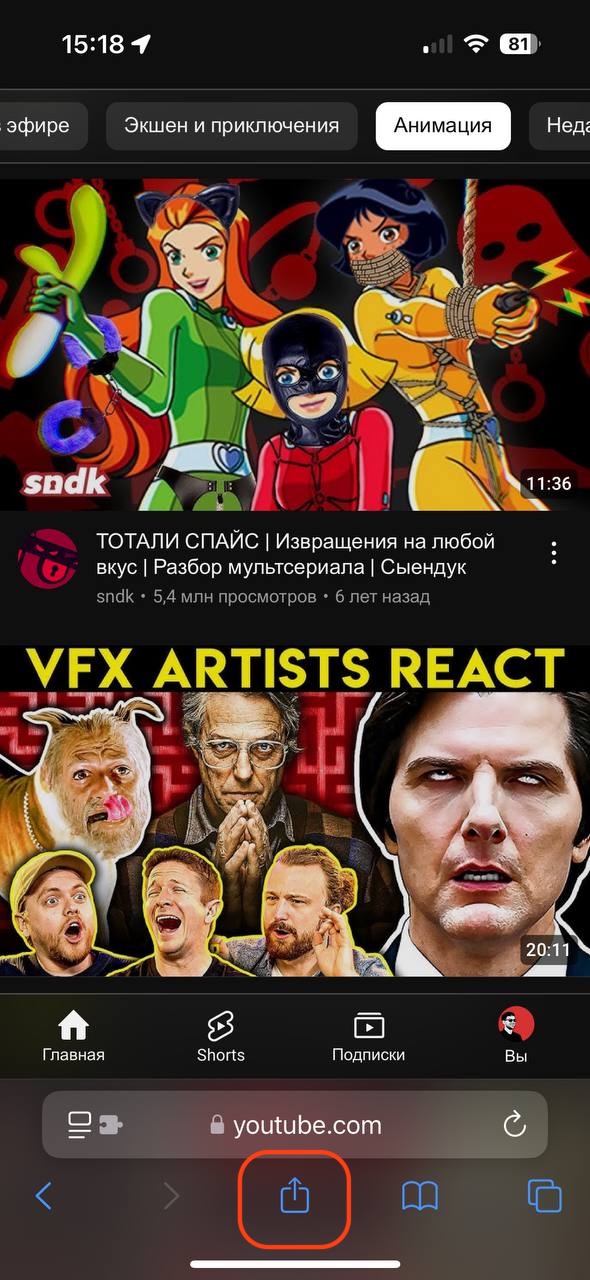 15:18
81
эфире
Экшен и приключения
Анимация
Неда
sndk
11:36
ТОТАЛИ СПАЙС | Извращения на любой
вкус | Разбор мультсериала | Сыендук
sndk • 5,4 млн просмотров • 6 лет назад
VFX ARTISTS REACT
20:11
Главная
Shorts
Подписки
Вы
youtube.com